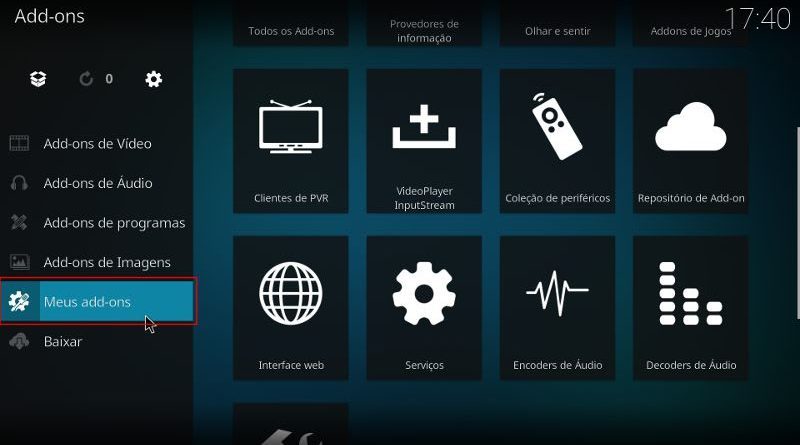 Add-ons
17:40
0
Add-ons de Vídeo
Add-ons de Áudio
Add-ons de programas
Add-ons de Imagens
Meus add-ons
Baixar
Todos os Add-ons
Provedores de
informação
Olhar e sentir
Addons de Jogos
Clientes de PVR
VideoPlayer
InputStream
Coleção de periféricos
Repositório de Add-on
Interface web
Serviços
Encoders de Áudio
Decoders de Áudio